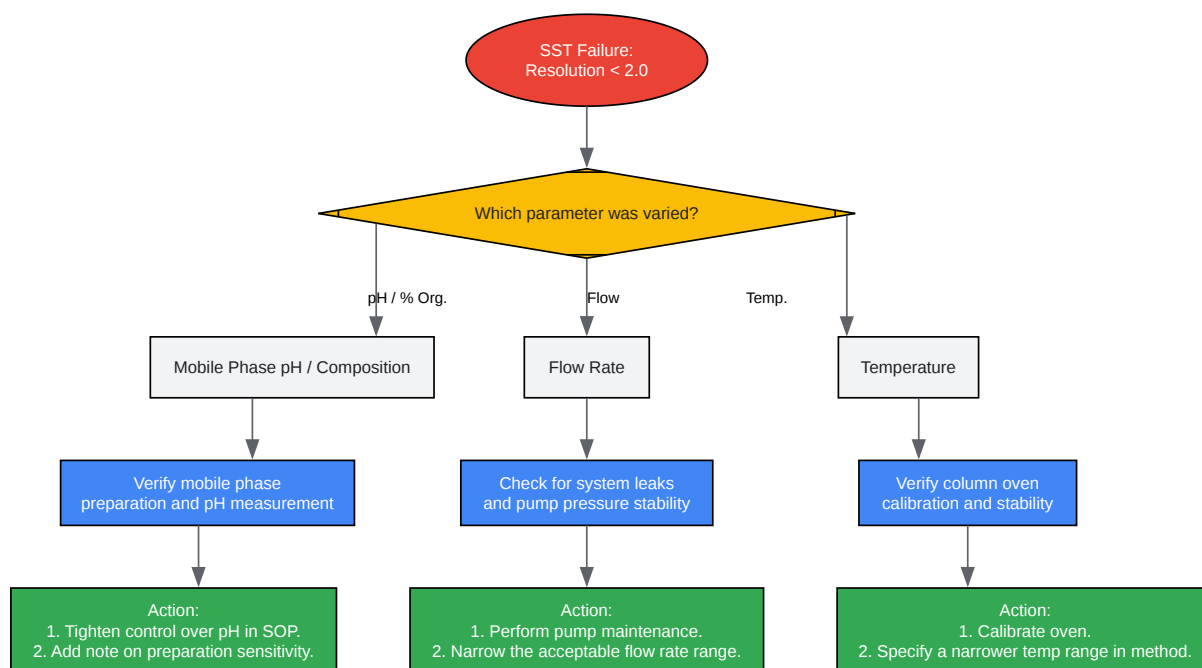 SST Failure:
Resolution < 2.0
Which parameter was varied?
pH / % Org.
Flow
Temp.
Mobile Phase pH / Composition
Flow Rate
Temperature
Verify mobile phase
preparation and pH measurement
Check for system leaks
and pump pressure stability
Verify column oven
calibration and stability
Action:
1. Tighten control over pH in SOP.
2. Add note on preparation sensitivity.
Action:
1. Perform pump maintenance.
2. Narrow the acceptable flow rate range.
Action:
1. Calibrate oven.
2. Specify a narrower temp range in method.